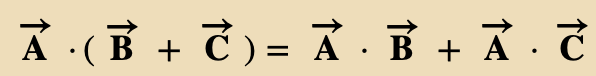 A⃗ · ( B⃗ + C⃗ ) = A⃗ · B⃗ + A⃗ · C⃗